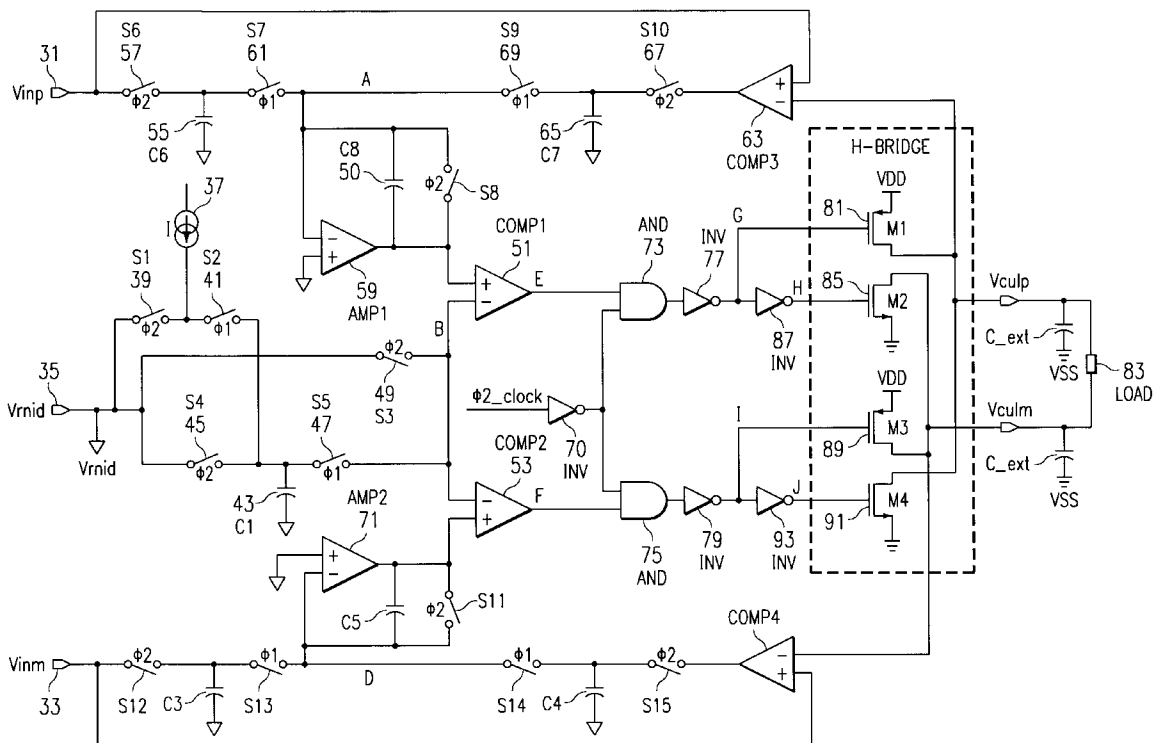 S6
57
S7
61
S9
69
S10
67
31
Vinp
ϕ2
ϕ1
A
ϕ1
ϕ2
+
−
55
C6
65
C7
63
COMP3
H-BRIDGE
C8
50
ϕ2
S8
VDD
81
M1
G
37
I
S1
39
S2
41
ϕ2
ϕ1
−
+
59
AMP1
COMP1
51
+
−
E
AND
73
INV
77
H
87
INV
85
M2
Vculp
C_ext
VSS
B
35
Vrnid
Vrnid
ϕ2
49
S3
S4
45
S5
47
ϕ2
ϕ1
43
C1
ϕ2_clock
70
INV
VDD
I
M3
89
Vculm
83
LOAD
C_ext
VSS
COMP2
53
−
+
F
AMP2
71
+
−
75
AND
79
INV
93
INV
J
M4
91
C5
ϕ2
S11
COMP4
−
+
Vinm
33
ϕ2
S12
C3
ϕ1
S13
D
ϕ1
S14
C4
ϕ2
S15